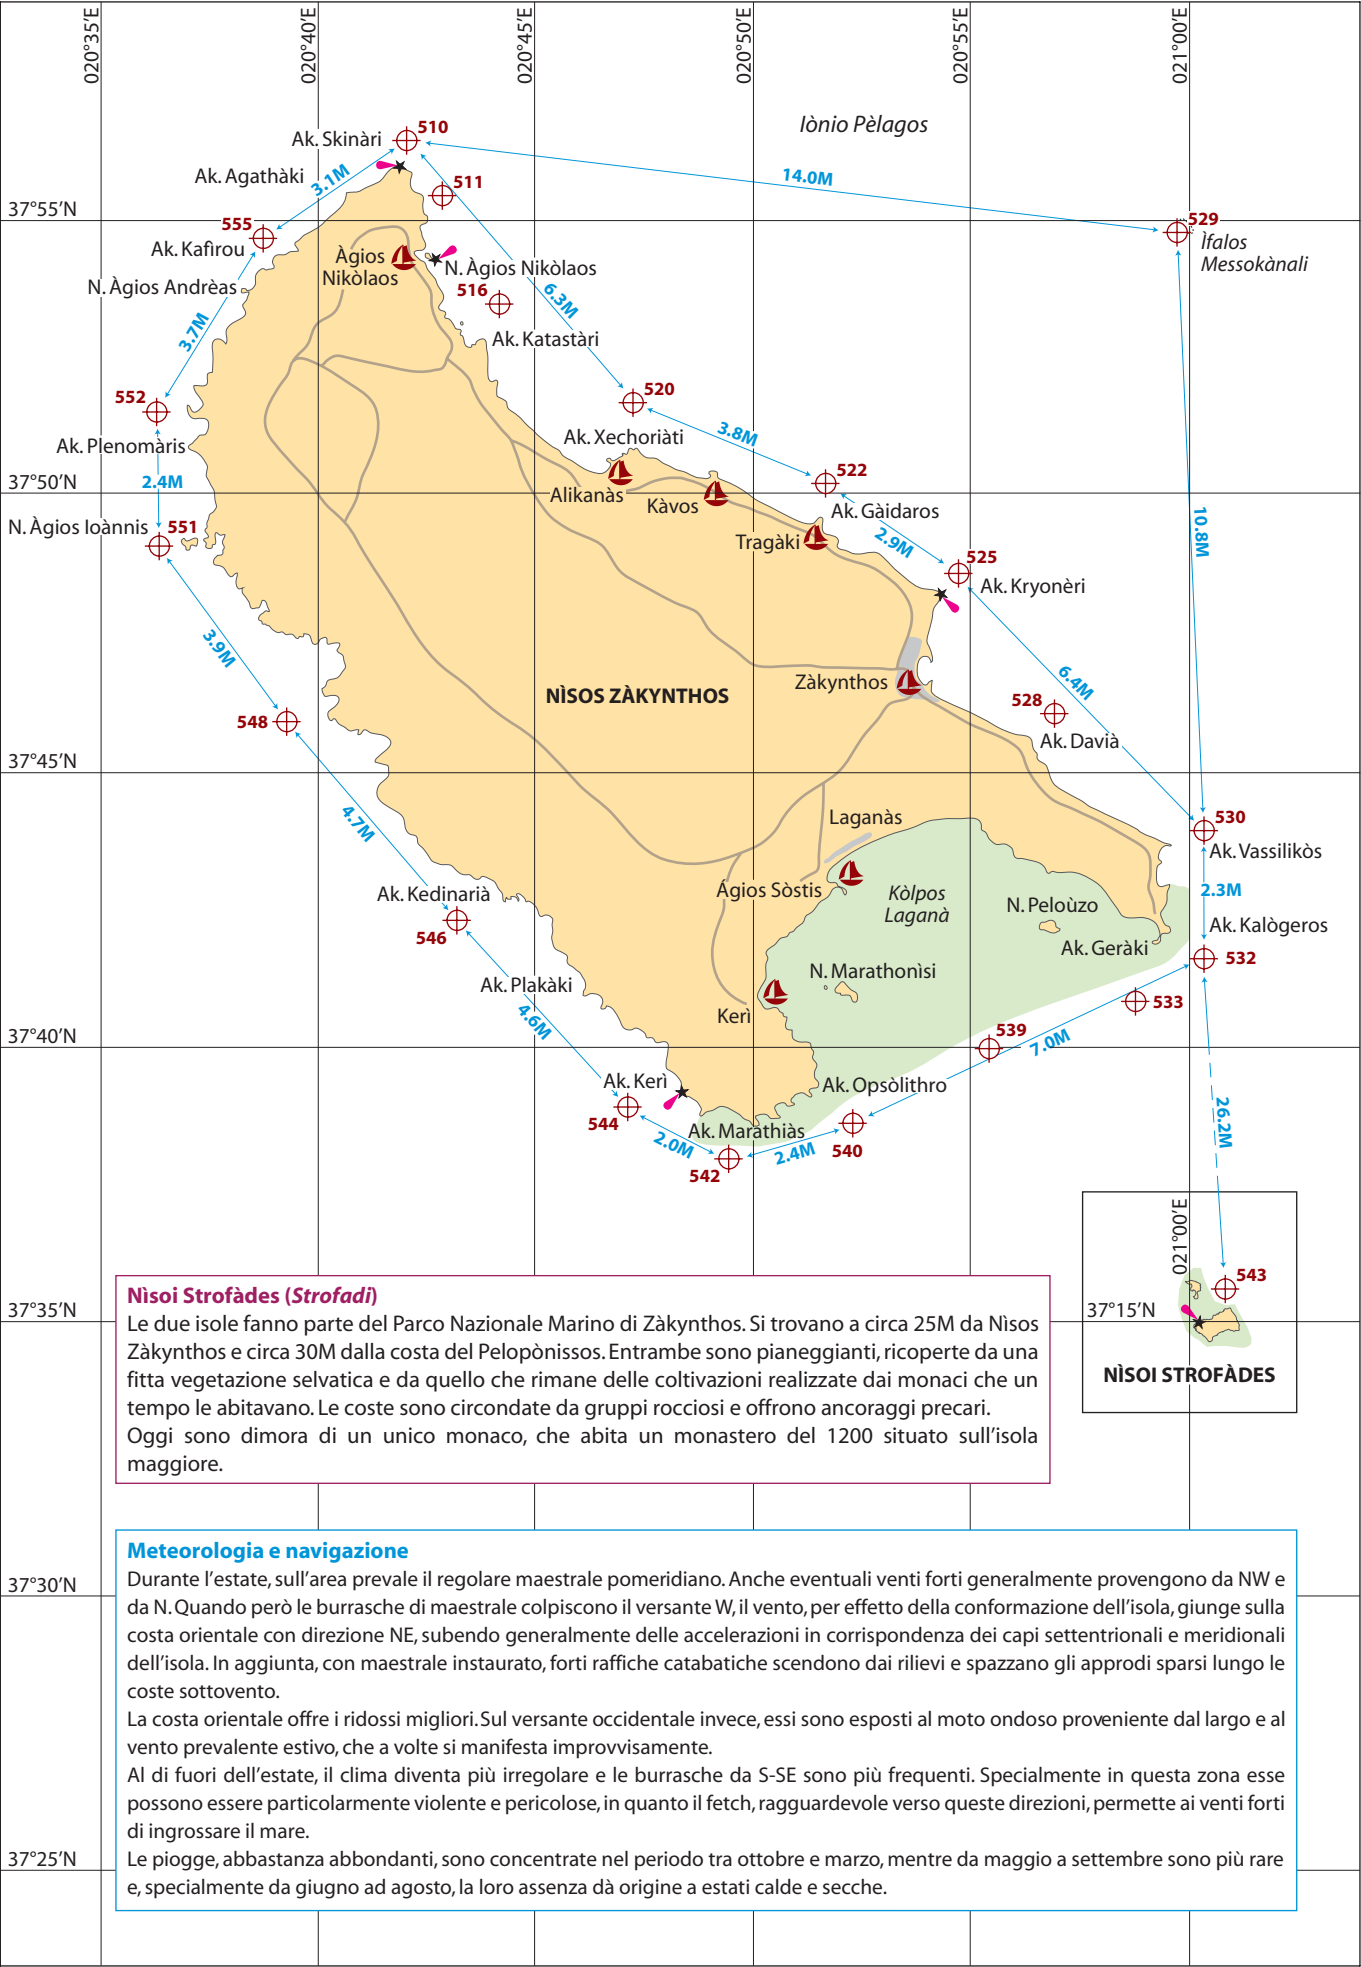 020°35'E
020°40'E
020°45'E
020°50'E
020°55'E
021°00'E
Iònio Pèlagos
510
Ak. Skinàri
14.0M
Ak. Agathàki
3.1M
511
37°55'N
555
529
Ak. Kafirou
Ìfalos
Messokànali
Àgios
Nikòlaos
N. Àgios Nikòlaos
N. Àgios Andrèas
516
6.3M
3.7M
Ak. Katastàri
552
520
Ak. Plenomàris
Ak. Xechoriàti
3.8M
522
37°50'N
2.4M
Alikanàs
Kàvos
Ak. Gàidaros
10.8M
N. Àgios Ioànnis
551
Tragàki
2.9M
525
Ak. Kryonèri
3.9M
NÌSOS ZÀKYNTHOS
Zàkynthos
6.4M
528
548
Ak. Davià
37°45'N
4.7M
Laganàs
530
Ak. Vassilikòs
Ak. Kedinarià
Ágios Sòstis
Kòlpos
Laganà
2.3M
N. Peloùzo
546
Ak. Kalògeros
Ak. Geràki
532
Ak. Plakàki
N. Marathonìsi
533
4.6M
Kerì
539
37°40'N
7.0M
Ak. Kerì
Ak. Opsòlithro
544
26.2M
Ak. Marathiàs
2.0M
2.4M
540
542
021°00'E
543
37°35'N
37°15'N
NÌSOI STROFÀDES
Nìsoi Strofàdes (Strofadi)
Le due isole fanno parte del Parco Nazionale Marino di Zàkynthos. Si trovano a circa 25M da Nìsos
Zàkynthos e circa 30M dalla costa del Pelopònissos. Entrambe sono pianeggianti, ricoperte da una
fitta vegetazione selvatica e da quello che rimane delle coltivazioni realizzate dai monaci che un
tempo le abitavano. Le coste sono circondate da gruppi rocciosi e offrono ancoraggi precari.
Oggi sono dimora di un unico monaco, che abita un monastero del 1200 situato sull'isola
maggiore.
Meteorologia e navigazione
Durante l'estate, sull'area prevale il regolare maestrale pomeridiano. Anche eventuali venti forti generalmente provengono da NW e
da N. Quando però le burrasche di maestrale colpiscono il versante W, il vento, per effetto della conformazione dell'isola, giunge sulla
costa orientale con direzione NE, subendo generalmente delle accelerazioni in corrispondenza dei capi settentrionali e meridionali
dell'isola. In aggiunta, con maestrale instaurato, forti raffiche catabatiche scendono dai rilievi e spazzano gli approdi sparsi lungo le
coste sottovento.
La costa orientale offre i ridossi migliori. Sul versante occidentale invece, essi sono esposti al moto ondoso proveniente dal largo e al
vento prevalente estivo, che a volte si manifesta improvvisamente.
Al di fuori dell'estate, il clima diventa più irregolare e le burrasche da S-SE sono più frequenti. Specialmente in questa zona esse
possono essere particolarmente violente e pericolose, in quanto il fetch, ragguardevole verso queste direzioni, permette ai venti forti
di ingrossare il mare.
Le piogge, abbastanza abbondanti, sono concentrate nel periodo tra ottobre e marzo, mentre da maggio a settembre sono più rare
e, specialmente da giugno ad agosto, la loro assenza dà origine a estati calde e secche.
37°30'N
37°25'N